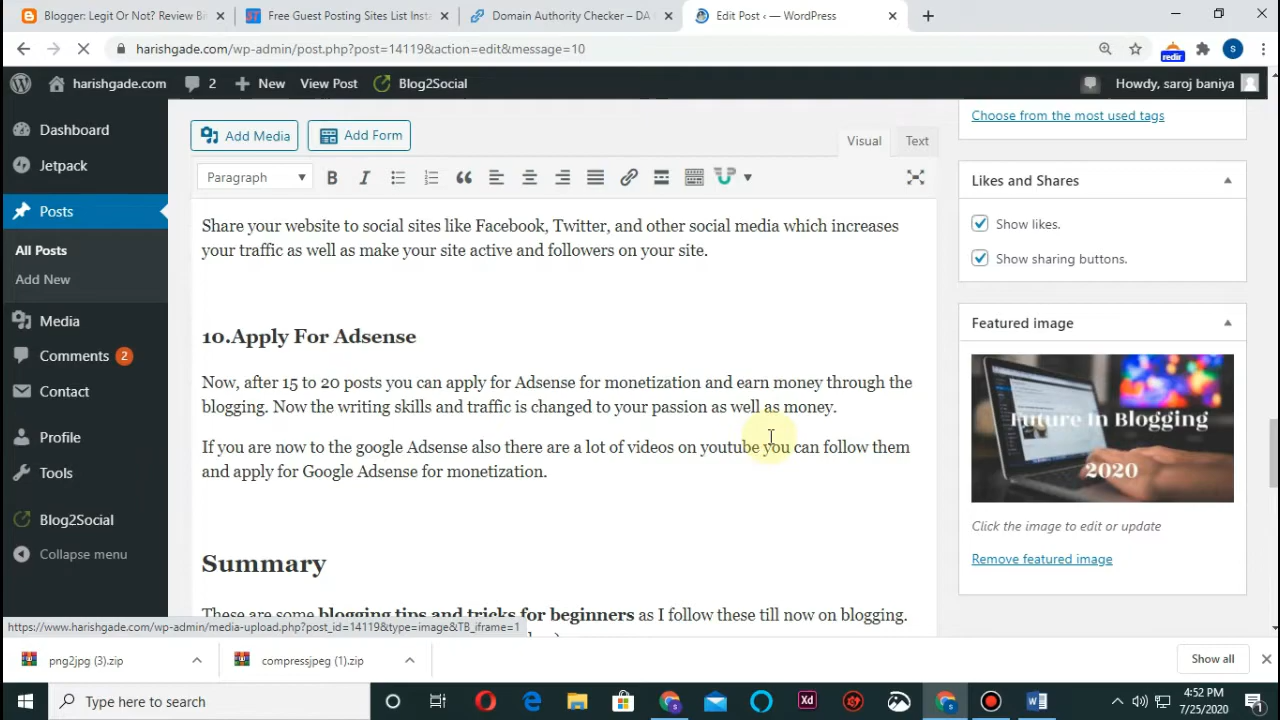 Blogger: Legit Or Not? Review Bi
Free Guest Posting Sites List Inst
Domain Authority Checker – DA
Edit Post ‹ — WordPress
harishgade.com/wp-admin/post.php?post=14119&action=edit&message=10
S
redir
harishgade.com
2
New
View Post
Blog2Social
Howdy, saroj baniya
Dashboard
Jetpack
Posts
All Posts
Add New
Media
Comments 2
Contact
Profile
Tools
Blog2Social
Collapse menu
Add Media
Add Form
Visual
Text
Paragraph
B
I
Share your website to social sites like Facebook, Twitter, and other social media which increases
your traffic as well as make your site active and followers on your site.
10.Apply For Adsense
Now, after 15 to 20 posts you can apply for Adsense for monetization and earn money through the
blogging. Now the writing skills and traffic is changed to your passion as well as money.
If you are now to the google Adsense also there are a lot of videos on youtube you can follow them
and apply for Google Adsense for monetization.
Summary
These are some blogging tips and tricks for beginners as I follow these till now on blogging.
Choose from the most used tags
Likes and Shares
Show likes.
Show sharing buttons.
Featured image
Future In Blogging
2020
Click the image to edit or update
Remove featured image
https://www.harishgade.com/wp-admin/media-upload.php?post_id=14119&type=image&TB_iframe=1
png2jpg (3).zip
compressjpeg (1).zip
Show all
Type here to search
Xd
4:52 PM
7/25/2020
1